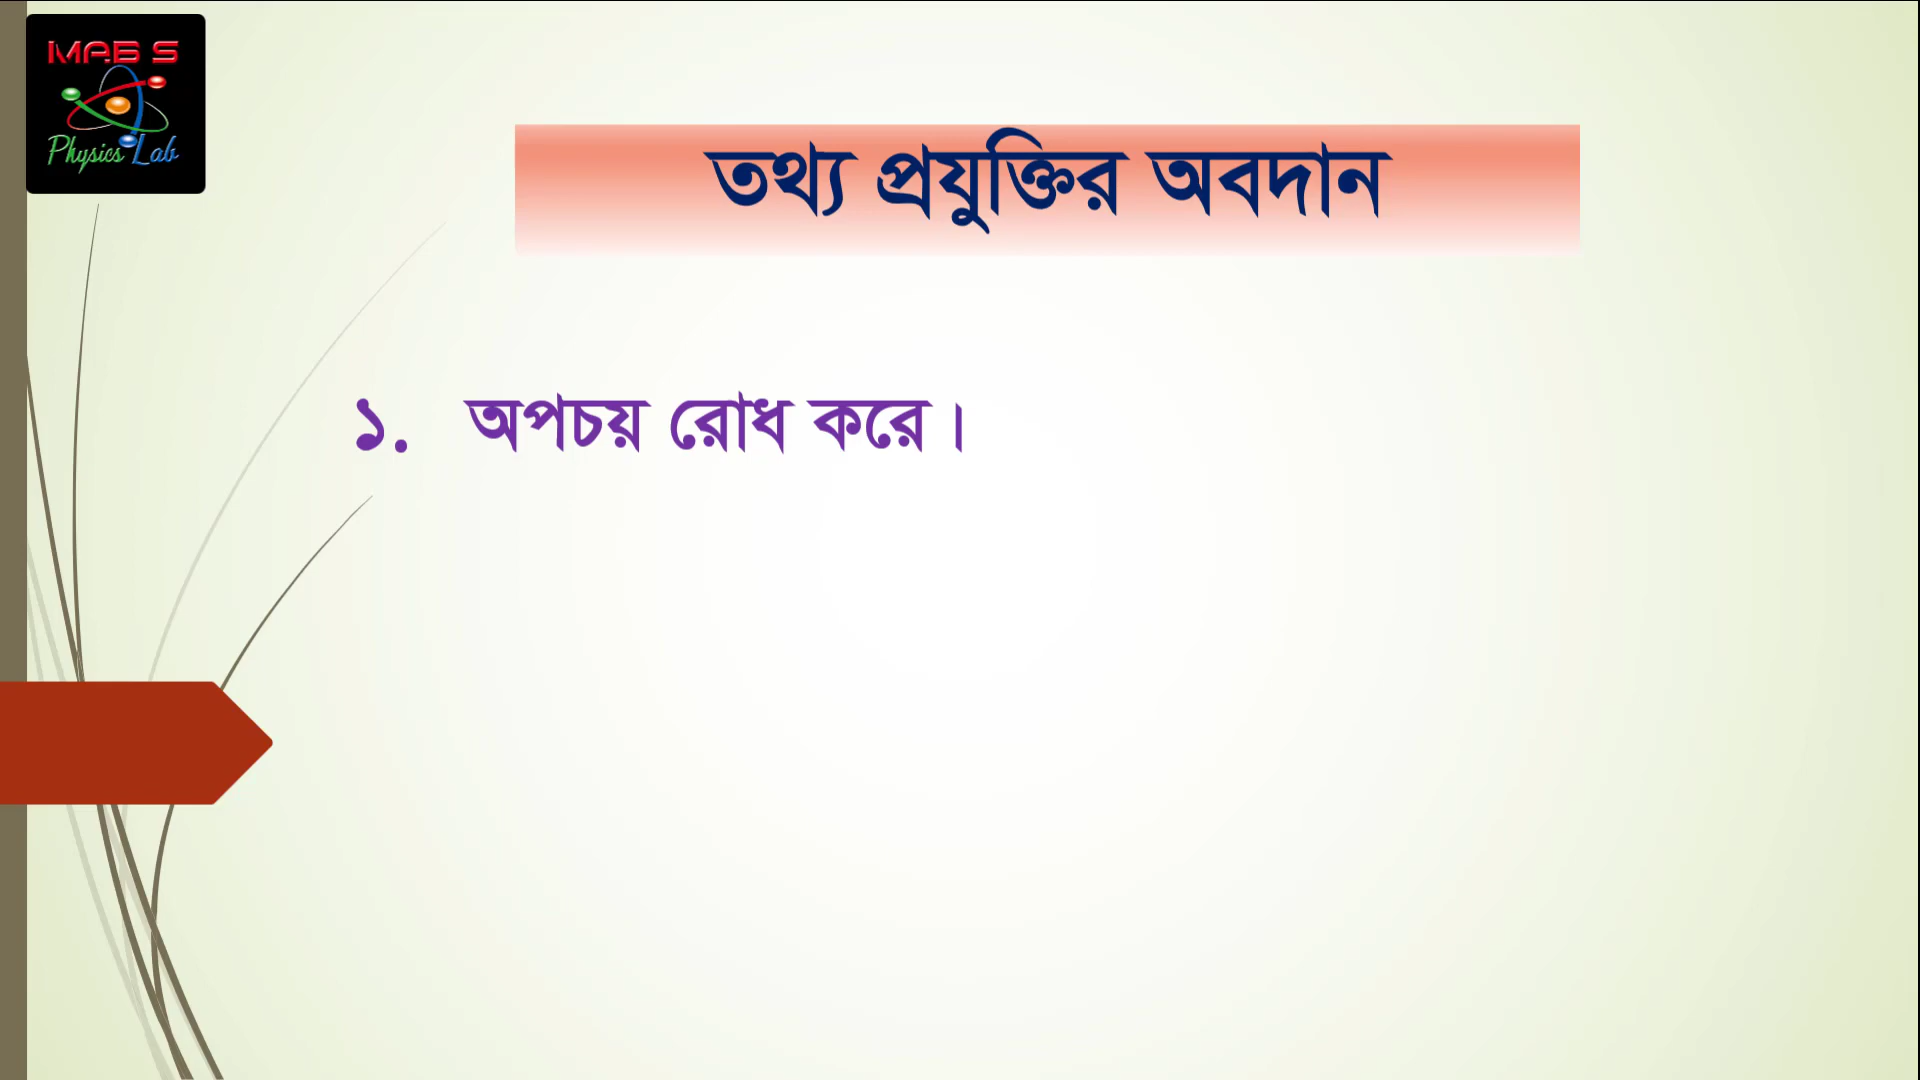 MAB S
Physics Lab
তথ্য প্রযুক্তির অবদান
১. অপচয় রোধ করে।